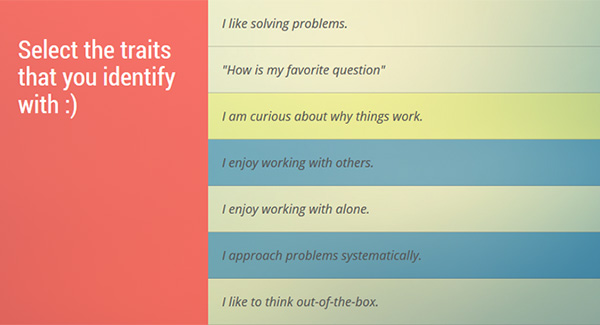 Select the traits
that you identify
with :)
I like solving problems.
"How is my favorite question"
I am curious about why things work.
I enjoy working with others.
I enjoy working with alone.
I approach problems systematically.
I like to think out-of-the-box.